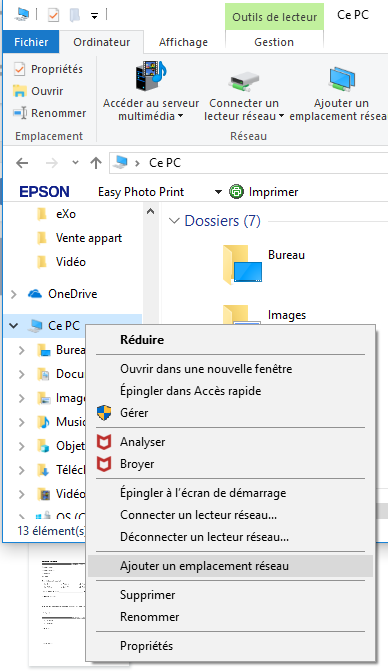 Outils de lecteur
Ce PC
Fichier
Ordinateur
Affichage
Gestion
Propriétés
Ouvrir
Renommer
Emplacement
Accéder au serveur
multimédia
Connecter un
lecteur réseau
Ajouter un
emplacement résea
Réseau
Ce PC
EPSON
Easy Photo Print
Imprimer
eXo
Vente appart
Vidéo
OneDrive
Ce PC
Burea
Docu
Imag
Music
Objet
Téléch
Vidéo
OS (C
13 élément(s)
Dossiers (7)
Bureau
Images
Réduire
Ouvrir dans une nouvelle fenêtre
Épingler dans Accès rapide
Gérer
Analyser
Broyer
Épingler à l'écran de démarrage
Connecter un lecteur réseau...
Déconnecter un lecteur réseau...
Ajouter un emplacement réseau
Supprimer
Renommer
Propriétés